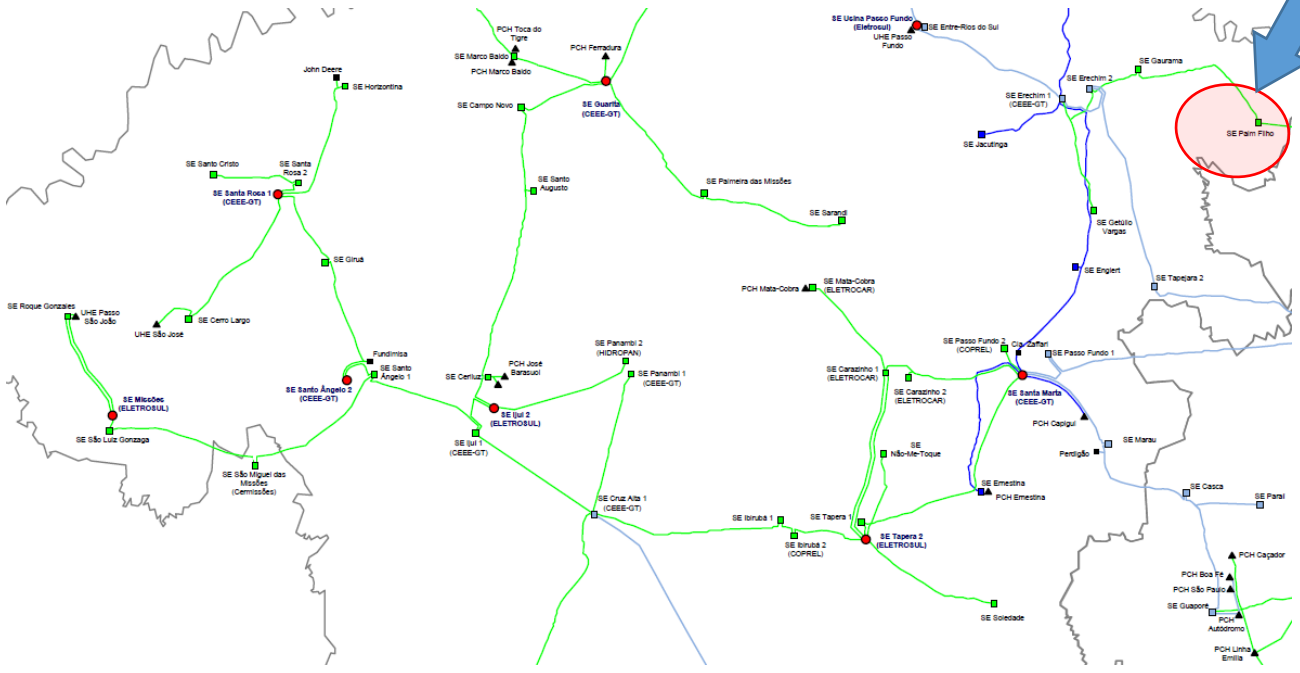 SE Usina Passo Fundo
(Eletrosul)
SE Entre-Rios do Sul
UHE Passo
Fundo
PCH Toca do
Tigre
SE Marco Baldo
PCH Marco Baldo
PCH Ferradura
SE Guarita
(CEEE-GT)
SE Campo Novo
John Deere
SE Horizontina
SE Gaurama
SE Erechim 2
SE Erechim 1
(CEEE-GT)
SE Paim Filho
SE Jacutinga
SE Santo Cristo
SE Santa
Rosa 2
SE Santa Rosa 1
(CEEE-GT)
SE Santo
Augusto
SE Palmeira das Missões
SE Sarandi
SE Getúlio
Vargas
SE Giruá
SE Englert
SE Tapejara 2
PCH Mata-Cobra
SE Mata-Cobra
(ELETROCAR)
SE Roque Gonzales
UHE Passo
São João
UHE São José
SE Cerro Largo
Fundimisa
SE Santo
Ângelo 1
SE Santo Ângelo 2
(CEEE-GT)
SE Panambi 2
(HIDROPAN)
SE Panambi 1
(CEEE-GT)
PCH José
Barasuol
SE Ceriluz
SE Passo Fundo 2
(COPREL)
Cia. Zaffari
SE Passo Fundo 1
SE Carazinho 1
(ELETROCAR)
SE Carazinho 2
(ELETROCAR)
SE Santa Marta
(CEEE-GT)
SE Missões
(ELETROSUL)
SE São Luiz Gonzaga
SE Ijui 2
(ELETROSUL)
SE Ijui 1
(CEEE-GT)
PCH Capigui
SE Marau
Perdigão
SE
Não-Me-Toque
SE São Miguel das
Missões
(Cermissões)
SE Ernestina
PCH Ernestina
SE Casca
SE Parai
SE Cruz Alta 1
(CEEE-GT)
SE Ibirubá 1
SE Ibirubá 2
(COPREL)
SE Tapera 1
SE Tapera 2
(ELETROSUL)
PCH Caçador
PCH Boa Fé
PCH São Paulo
SE Guaporé
PCH
Autódromo
SE Soledade
PCH Linha
Emília